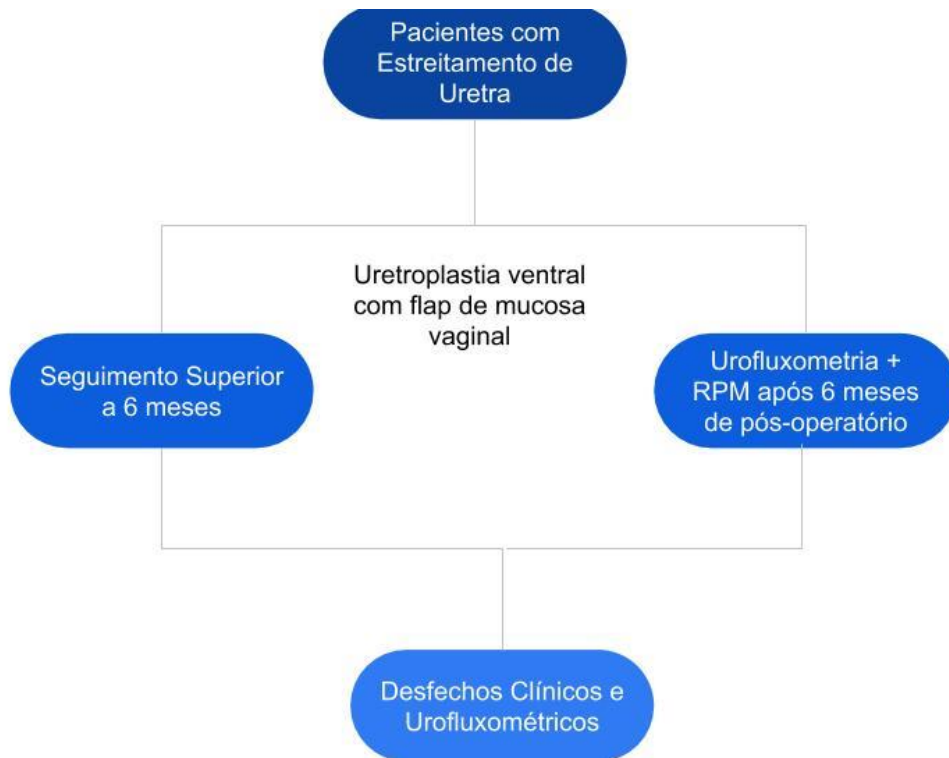 Pacientes com
Estreitamento de
Uretra
Uretroplastia ventral
com flap de mucosa
vaginal
Seguimento Superior
a 6 meses
Urofluxometria +
RPM após 6 meses
de pós-operatório
Desfechos Clínicos e
Urofluxométricos